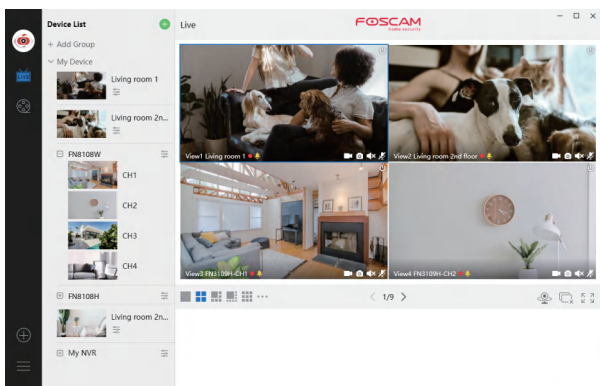 Device List
+ Add Group
My Device
Living room 1
Living room 2n...
FN8108W
CH1
CH2
CH3
CH4
FN8108H
Living room 2n...
My NVR
Live
FOSCAM
home security
View1 Living room 1
View2 Living room 2nd floor
View3 FN3109H-CH1
View4 FN3109H-CH2
1/9